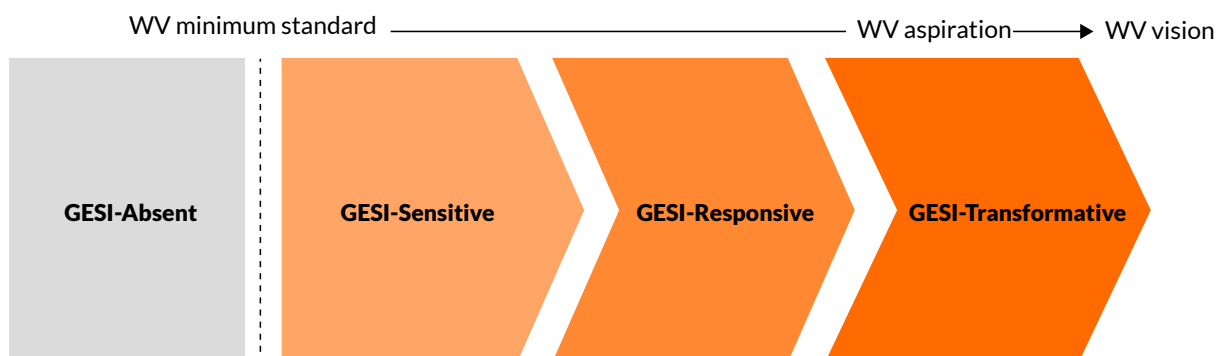 WV minimum standard WV aspiration WV vision
GESI-Absent GESI-Sensitive GESI-Responsive GESI-Transformative